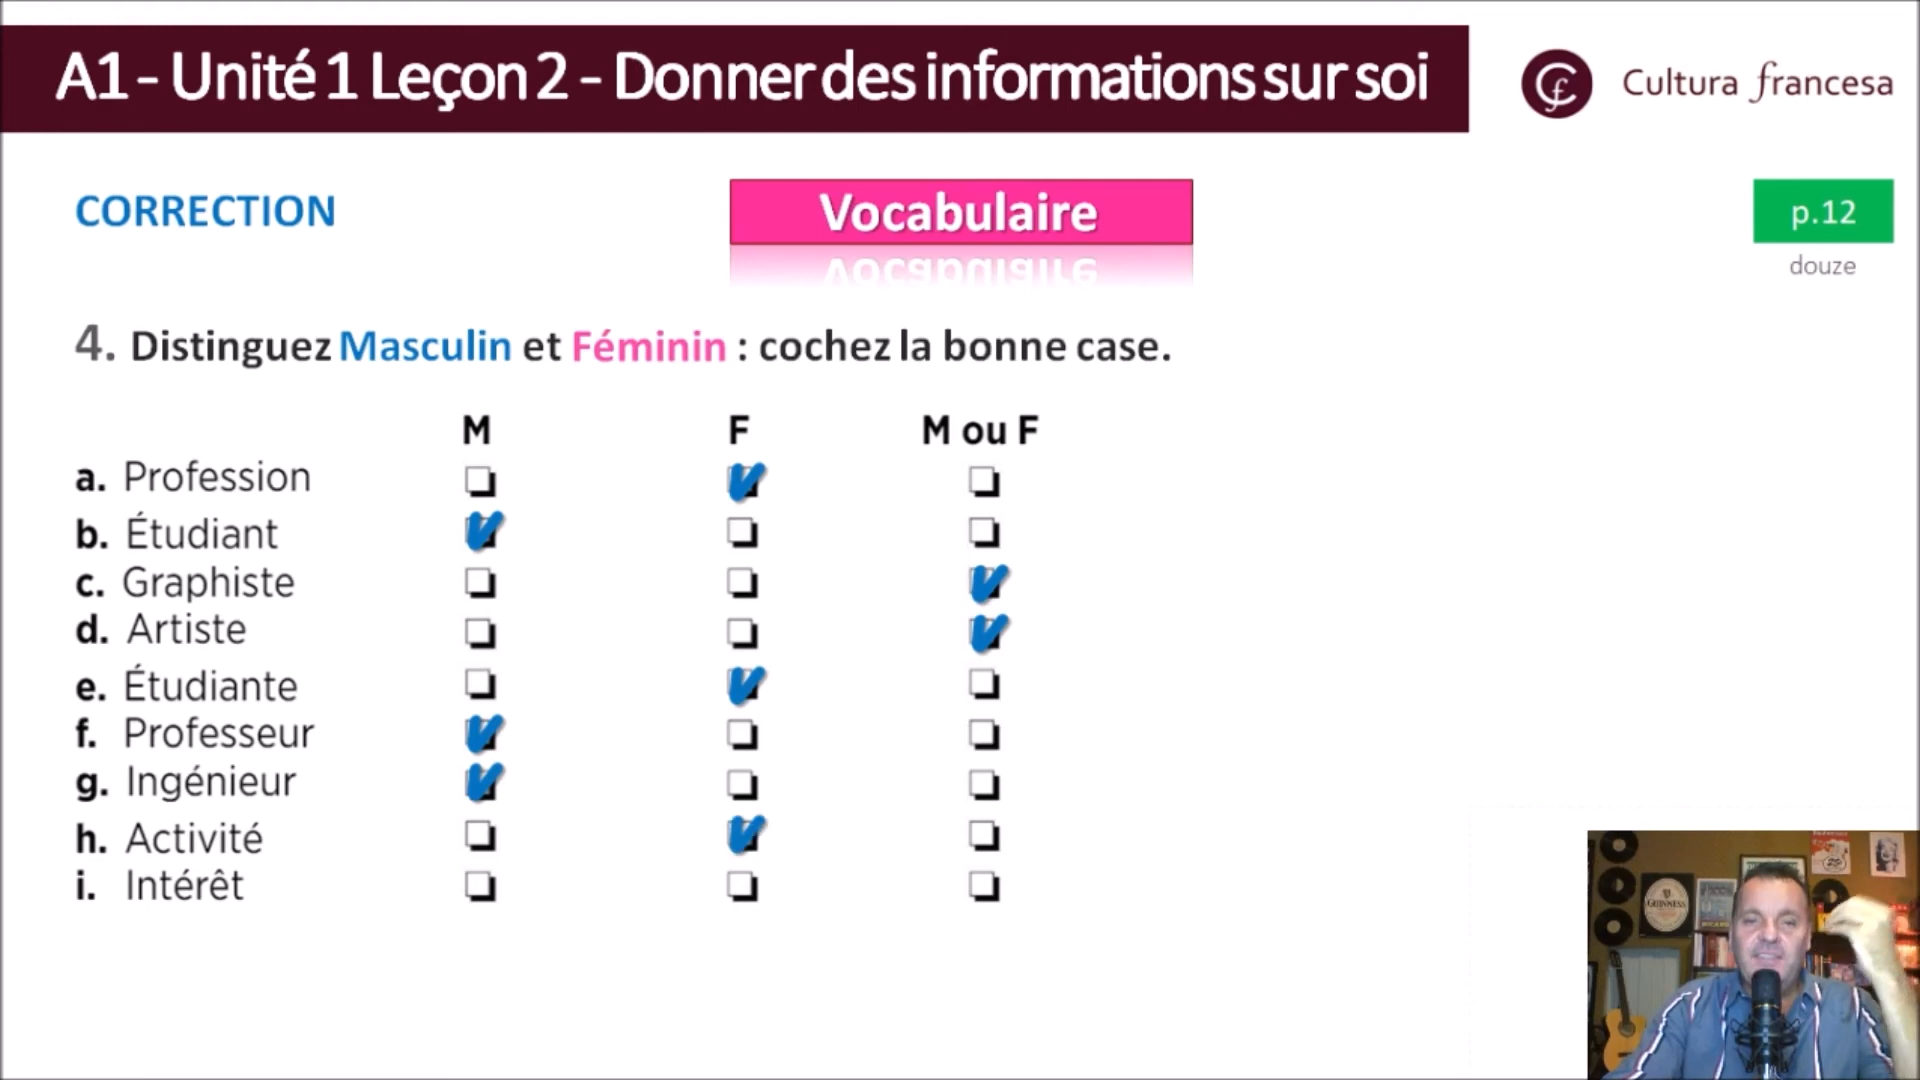 A1 - Unité 1 Leçon 2 - Donner des informations sur soi
Cultura francesa
CORRECTION
Vocabulaire
p.12
douze
4. Distinguez Masculin et Féminin : cochez la bonne case.
M F M ou F
a. Profession
b. Étudiant
c. Graphiste
d. Artiste
e. Étudiante
f. Professeur
g. Ingénieur
h. Activité
i. Intérêt
GUINNESS